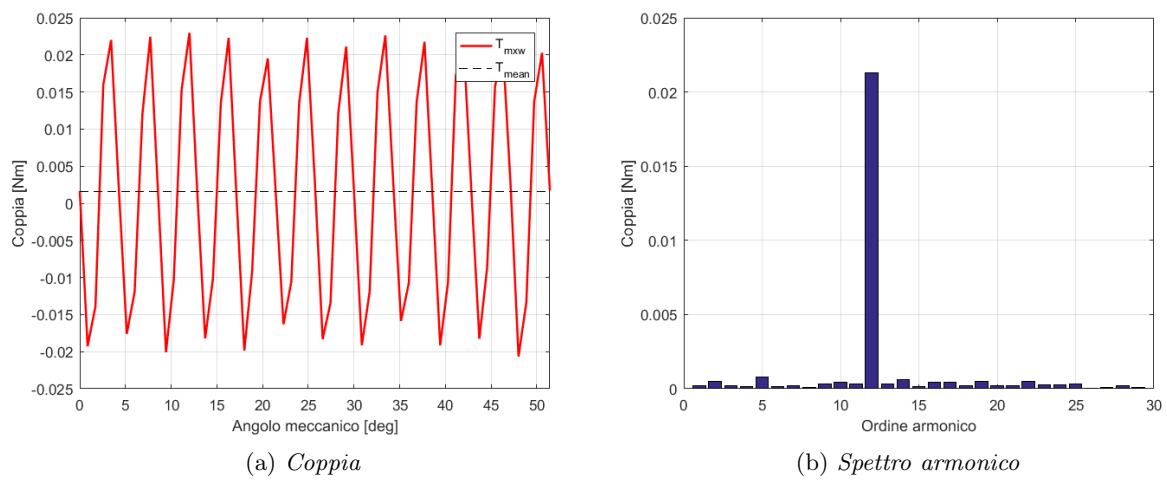 0.025
0.02
0.015
0.01
0.005
0
-0.005
-0.01
-0.015
-0.02
-0.025
Coppia [Nm]
T_mxw
T_mean
0 5 10 15 20 25 30 35 40 45 50
Angolo meccanico [deg]
(a) Coppia
0.025
0.02
0.015
0.01
0.005
0
Coppia [Nm]
0 5 10 15 20 25 30
Ordine armonico
(b) Spettro armonico